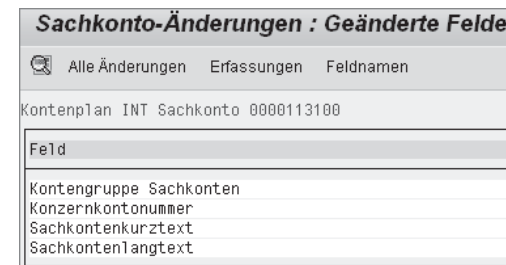 Sachkonto-Änderungen : Geänderte Felde
Alle Änderungen Erfassungen Feldnamen
Kontenplan INT Sachkonto 0000113100
Feld
Kontengruppe Sachkonten
Konzernkontonummer
Sachkontenkurztext
Sachkontenlangtext